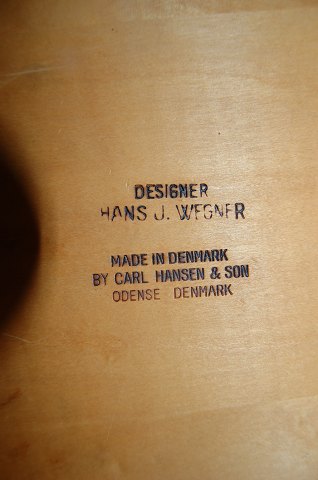 DESIGNER
HANS J. WEGNER
MADE IN DENMARK
BY CARL HANSEN & SON
ODENSE DENMARK